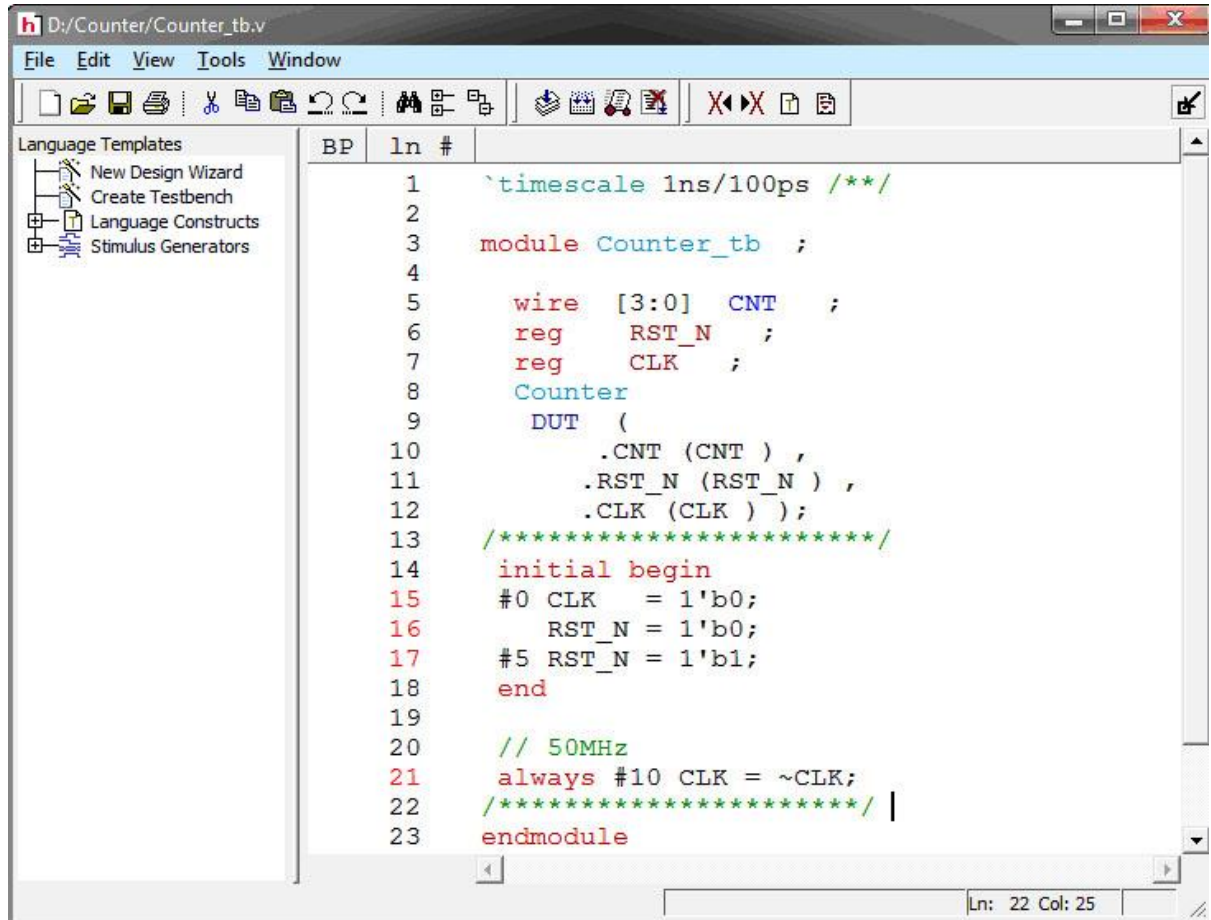 h D:/Counter/Counter_tb.v
File Edit View Tools Window
Language Templates
New Design Wizard
Create Testbench
Language Constructs
Stimulus Generators
BP ln #
1 `timescale 1ns/100ps /**/
2
3 module Counter_tb ;
4
5 wire [3:0] CNT ;
6 reg RST_N ;
7 reg CLK ;
8 Counter
9 DUT (
10 .CNT (CNT ) ,
11 .RST_N (RST_N ) ,
12 .CLK (CLK ) );
13 /***********************/
14 initial begin
15 #0 CLK = 1'b0;
16 RST_N = 1'b0;
17 #5 RST_N = 1'b1;
18 end
19
20 // 50MHz
21 always #10 CLK = ~CLK;
22 /**********************/
23 endmodule
Ln: 22 Col: 25